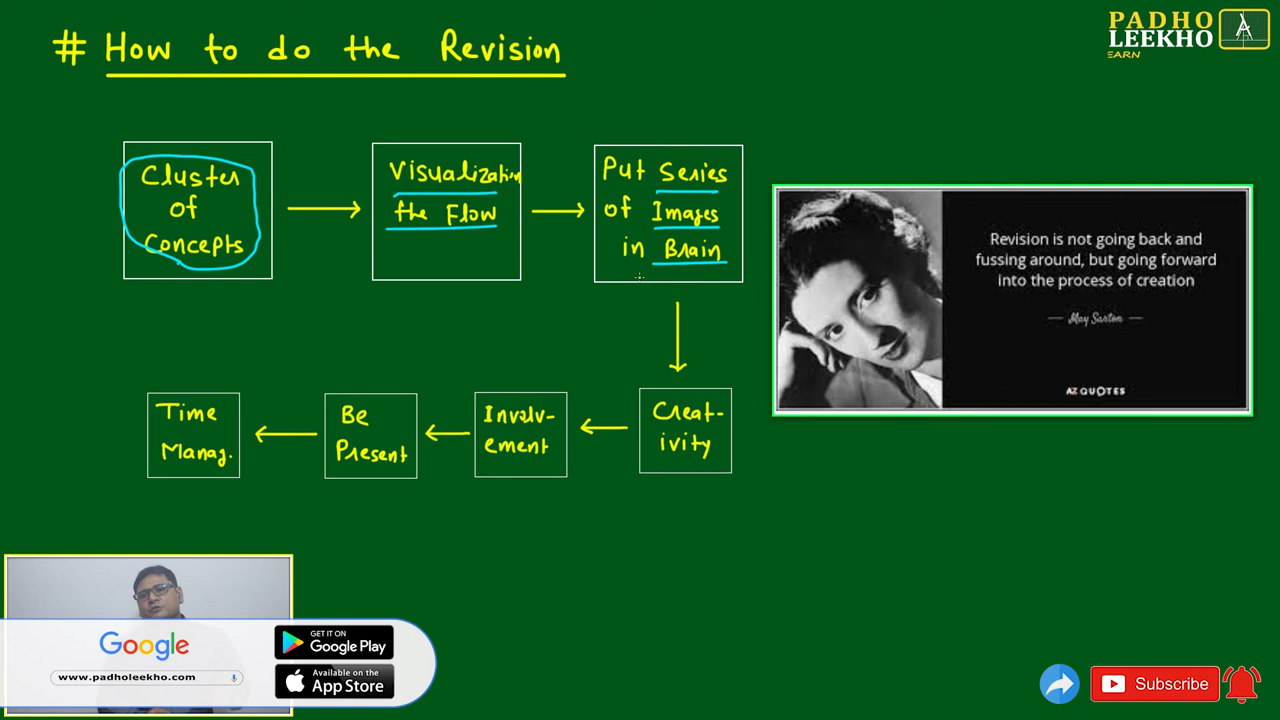 # How to do the Revision
PADHO
LEEKHO
EARN
Cluster
of
Concepts
Visualization
the Flow
Put Series
of Images
in Brain
Revision is not going back and
fussing around, but going forward
into the process of creation
— May Sarton —
AZ QUOTES
Creat-
ivity
Involv-
ement
Be
Present
Time
Manag.
Google
www.padholeekho.com
GET IT ON
Google Play
Available on the
App Store
Subscribe